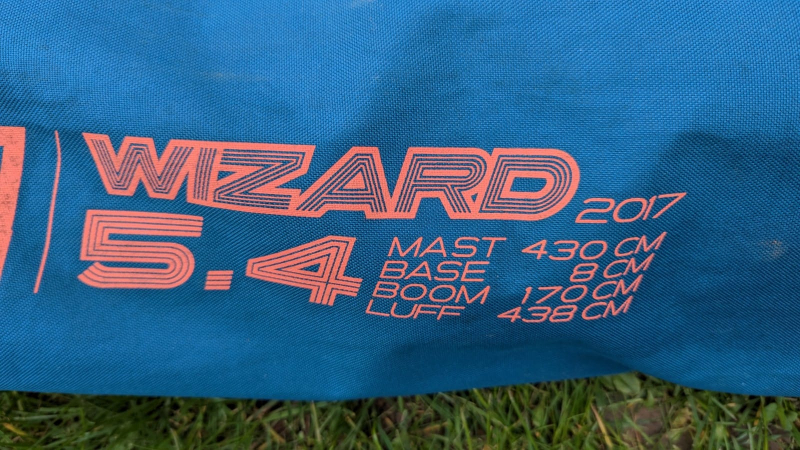 WIZARD 2017
5.4
MAST 430 CM
BASE 8 CM
BOOM 170 CM
LUFF 438 CM